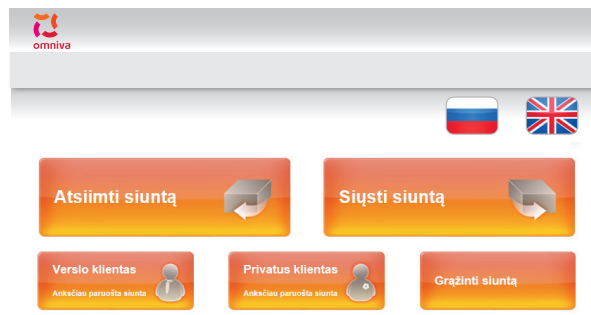 omniva
Atsiimti siuntą
Siųsti siuntą
Verslo klientas
Anksčiau paruošta siunta
Privatus klientas
Anksčiau paruošta siunta
Grąžinti siuntą